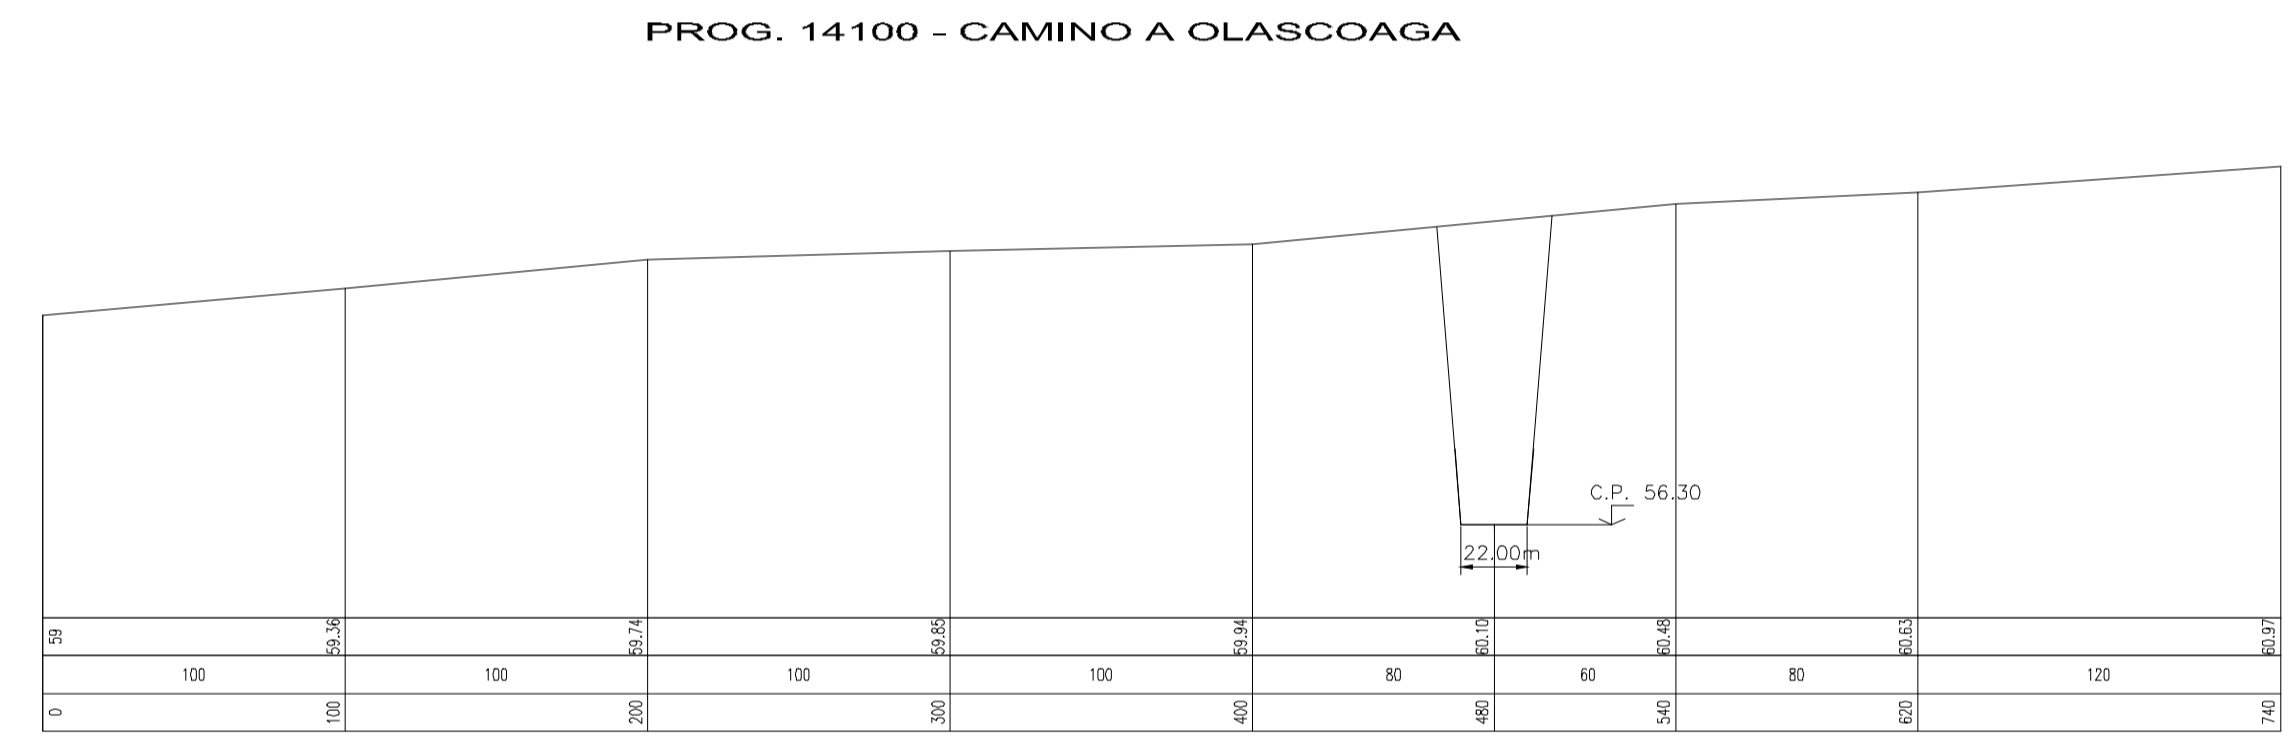 PROG. 14100 - CAMINO A OLASCOAGA
C.P. 56.30
22.00m
59 59.36 59.74 59.85 59.94 60.10 60.48 60.63 60.97
100 100 100 100 80 60 80 120
0 100 200 300 400 480 540 620 740